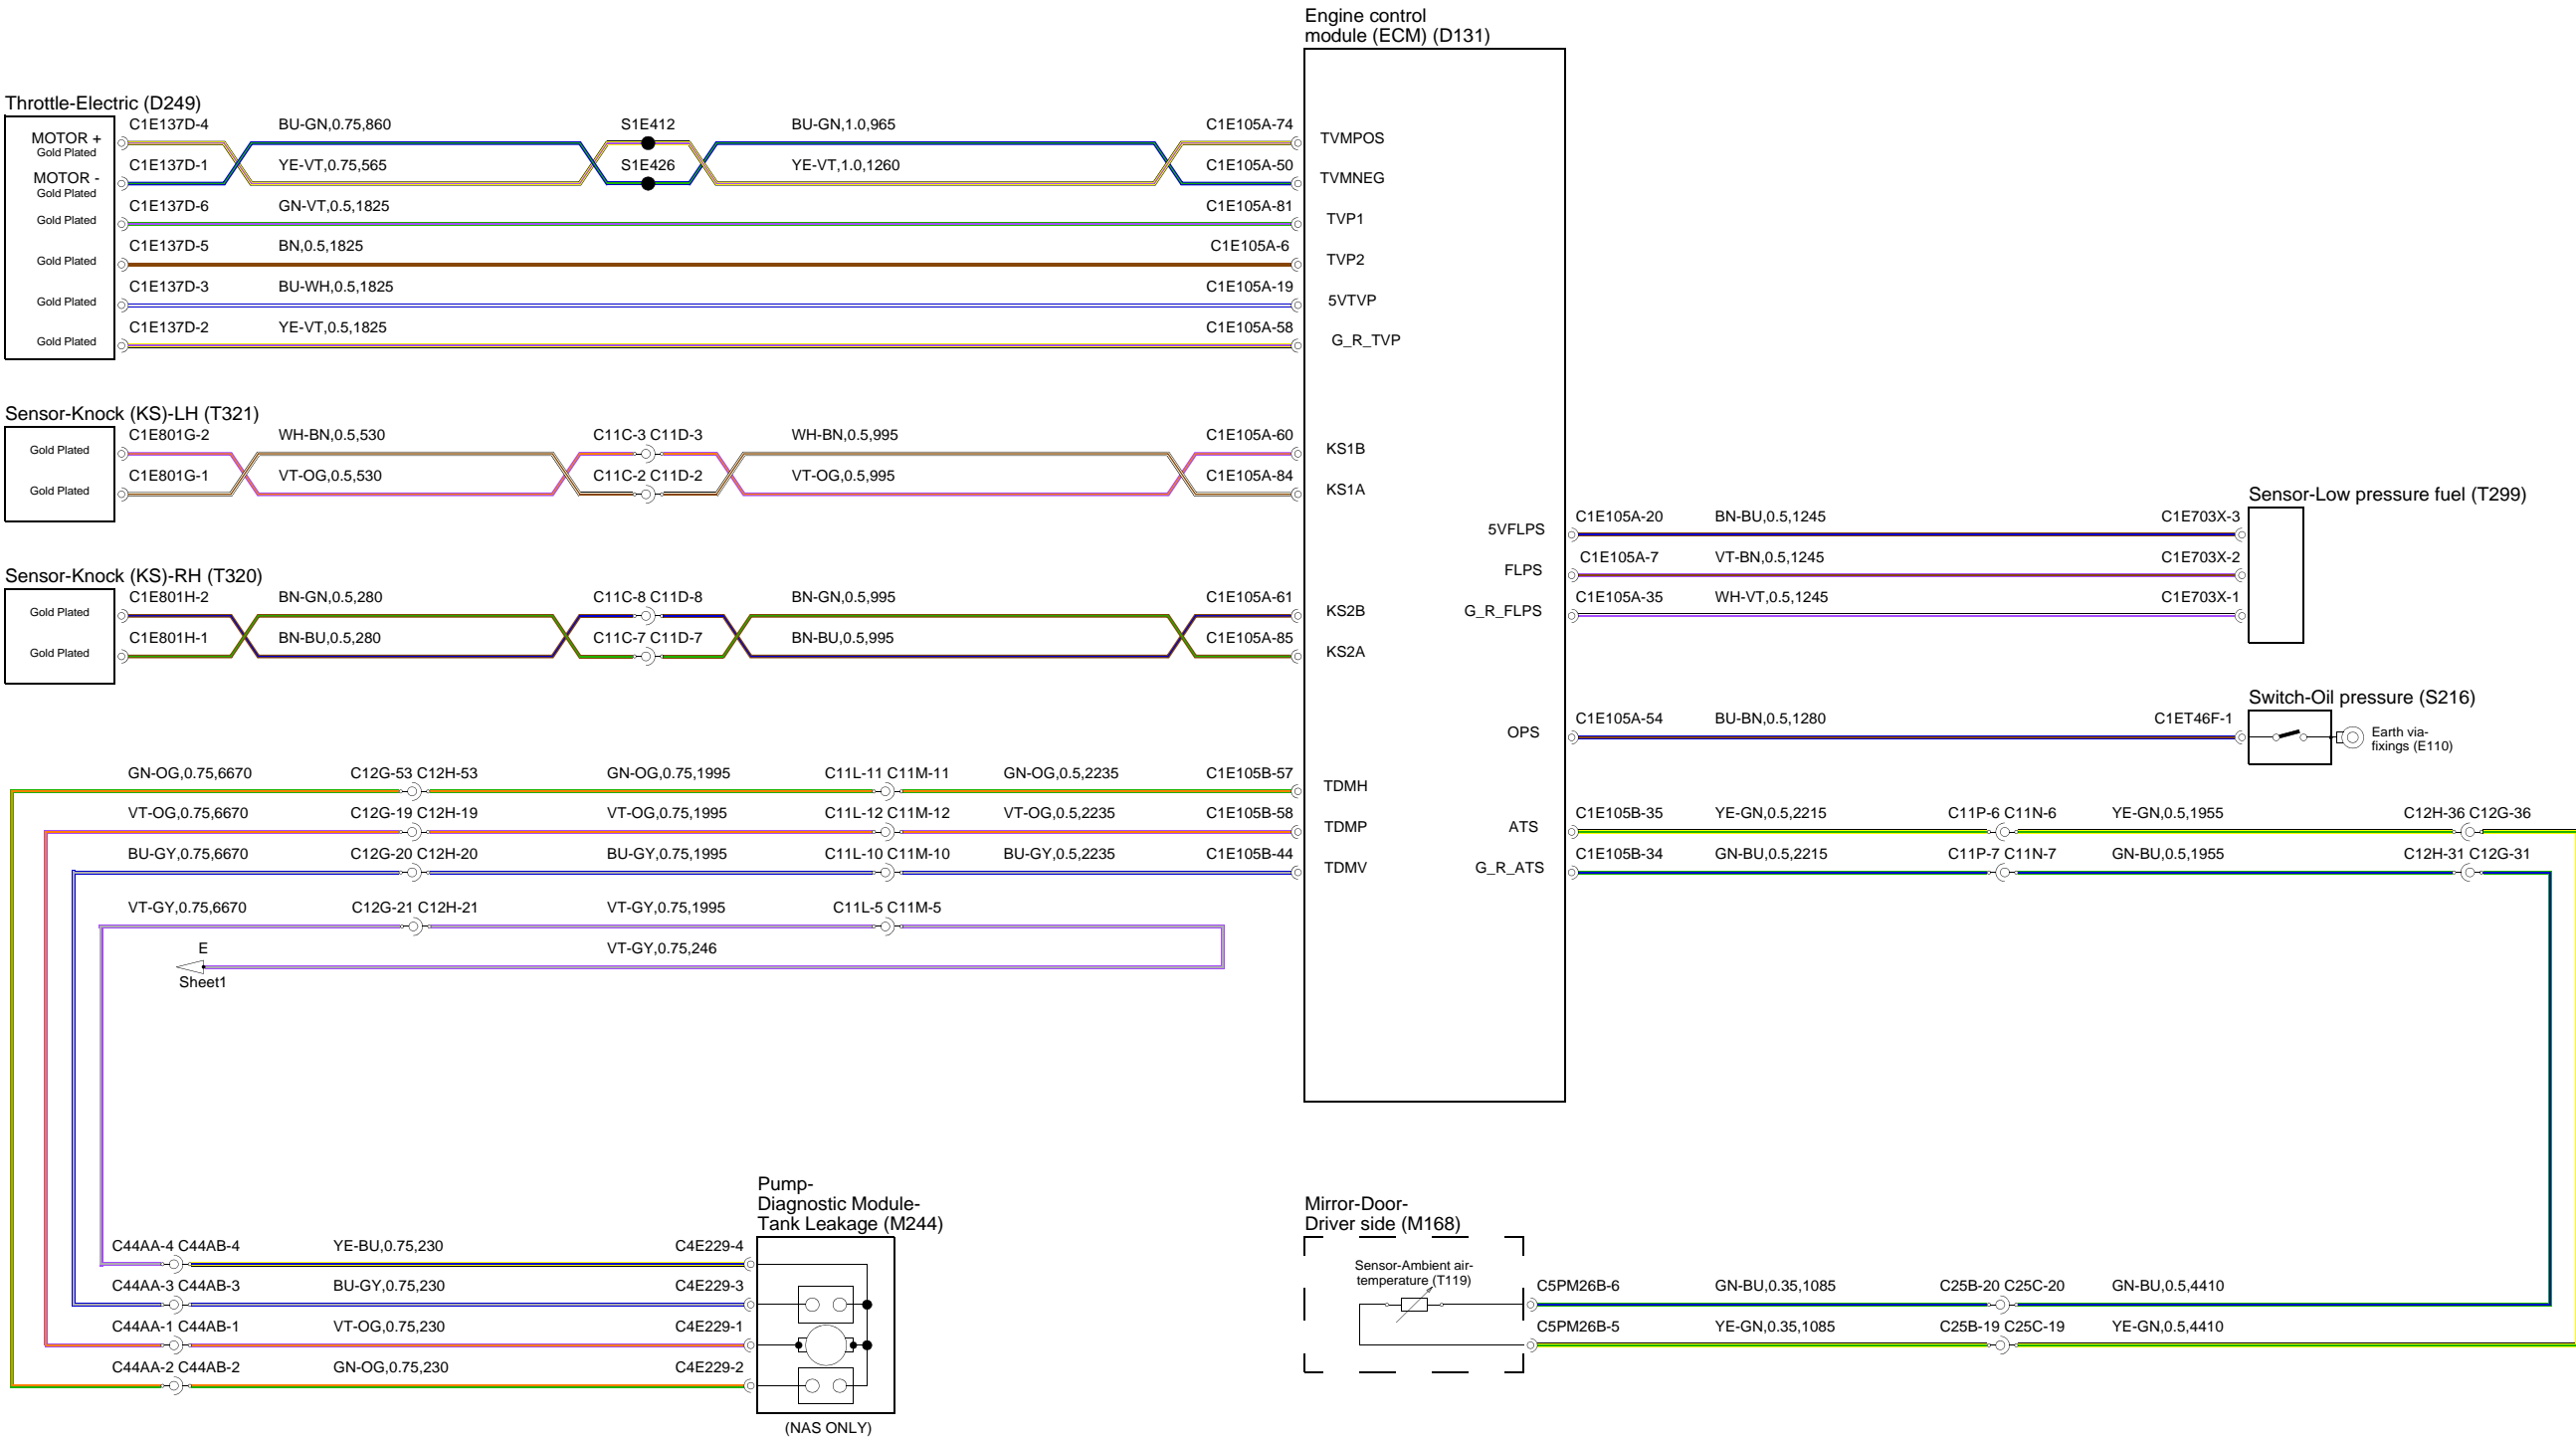 Engine control
module (ECM) (D131)
Throttle-Electric (D249)
C1E137D-4 BU-GN,0.75,860 S1E412 BU-GN,1.0,965 C1E105A-74
MOTOR + TVMPOS
Gold Plated
C1E137D-1 YE-VT,0.75,565 S1E426 YE-VT,1.0,1260 C1E105A-50
MOTOR - TVMNEG
Gold Plated
C1E137D-6 GN-VT,0.5,1825 C1E105A-81
Gold Plated TVP1
C1E137D-5 BN,0.5,1825 C1E105A-6
Gold Plated TVP2
C1E137D-3 BU-WH,0.5,1825 C1E105A-19
Gold Plated 5VTVP
C1E137D-2 YE-VT,0.5,1825 C1E105A-58
Gold Plated G_R_TVP
Sensor-Knock (KS)-LH (T321)
C1E801G-2 WH-BN,0.5,530 C11C-3 C11D-3 WH-BN,0.5,995 C1E105A-60
Gold Plated KS1B
C1E801G-1 VT-OG,0.5,530 C11C-2 C11D-2 VT-OG,0.5,995 C1E105A-84
Gold Plated KS1A
Sensor-Low pressure fuel (T299)
5VFLPS C1E105A-20 BN-BU,0.5,1245 C1E703X-3
FLPS C1E105A-7 VT-BN,0.5,1245 C1E703X-2
G_R_FLPS C1E105A-35 WH-VT,0.5,1245 C1E703X-1
Sensor-Knock (KS)-RH (T320)
C1E801H-2 BN-GN,0.5,280 C11C-8 C11D-8 BN-GN,0.5,995 C1E105A-61
Gold Plated KS2B
C1E801H-1 BN-BU,0.5,280 C11C-7 C11D-7 BN-BU,0.5,995 C1E105A-85
Gold Plated KS2A
Switch-Oil pressure (S216)
OPS C1E105A-54 BU-BN,0.5,1280 C1ET46F-1
Earth via-
fixings (E110)
GN-OG,0.75,6670 C12G-53 C12H-53 GN-OG,0.75,1995 C11L-11 C11M-11 GN-OG,0.5,2235 C1E105B-57
TDMH
VT-OG,0.75,6670 C12G-19 C12H-19 VT-OG,0.75,1995 C11L-12 C11M-12 VT-OG,0.5,2235 C1E105B-58
TDMP
BU-GY,0.75,6670 C12G-20 C12H-20 BU-GY,0.75,1995 C11L-10 C11M-10 BU-GY,0.5,2235 C1E105B-44
TDMV
ATS C1E105B-35 YE-GN,0.5,2215 C11P-6 C11N-6 YE-GN,0.5,1955 C12H-36 C12G-36
G_R_ATS C1E105B-34 GN-BU,0.5,2215 C11P-7 C11N-7 GN-BU,0.5,1955 C12H-31 C12G-31
VT-GY,0.75,6670 C12G-21 C12H-21 VT-GY,0.75,1995 C11L-5 C11M-5
E VT-GY,0.75,246
Sheet1
Pump-
Diagnostic Module-
Tank Leakage (M244)
C44AA-4 C44AB-4 YE-BU,0.75,230 C4E229-4
C44AA-3 C44AB-3 BU-GY,0.75,230 C4E229-3
C44AA-1 C44AB-1 VT-OG,0.75,230 C4E229-1
C44AA-2 C44AB-2 GN-OG,0.75,230 C4E229-2
(NAS ONLY)
Mirror-Door-
Driver side (M168)
Sensor-Ambient air-
temperature (T119)
C5PM26B-6 GN-BU,0.35,1085 C25B-20 C25C-20 GN-BU,0.5,4410
C5PM26B-5 YE-GN,0.35,1085 C25B-19 C25C-19 YE-GN,0.5,4410